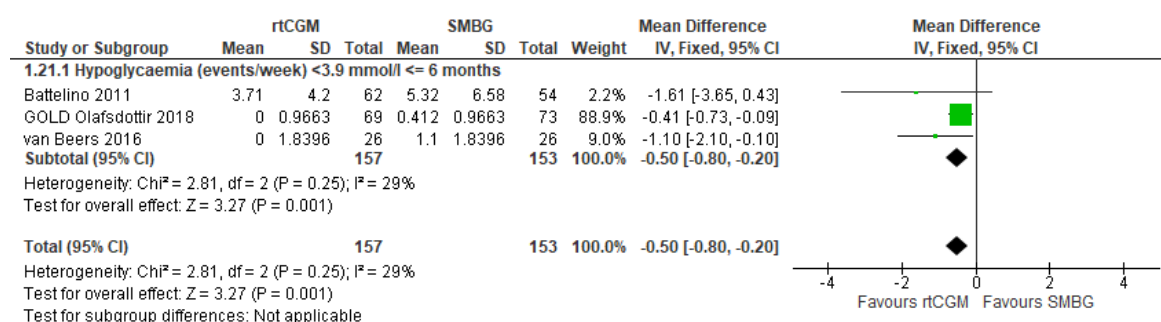 rtCGM SMBG Mean Difference Mean Difference
Study or Subgroup Mean SD Total Mean SD Total Weight IV, Fixed, 95% CI IV, Fixed, 95% CI
1.21.1 Hypoglycaemia (events/week) <3.9 mmol/l <= 6 months
Battelino 2011 3.71 4.2 62 5.32 6.58 54 2.2% -1.61 [-3.65, 0.43]
GOLD Olafsdottir 2018 0 0.9663 69 0.412 0.9663 73 88.9% -0.41 [-0.73, -0.09]
van Beers 2016 0 1.8396 26 1.1 1.8396 26 9.0% -1.10 [-2.10, -0.10]
Subtotal (95% CI) 157 153 100.0% -0.50 [-0.80, -0.20]
Heterogeneity: Chi² = 2.81, df = 2 (P = 0.25); I² = 29%
Test for overall effect: Z = 3.27 (P = 0.001)
Total (95% CI) 157 153 100.0% -0.50 [-0.80, -0.20]
Heterogeneity: Chi² = 2.81, df = 2 (P = 0.25); I² = 29%
Test for overall effect: Z = 3.27 (P = 0.001)
Test for subgroup differences: Not applicable
-4 -2 0 2 4
Favours rtCGM Favours SMBG